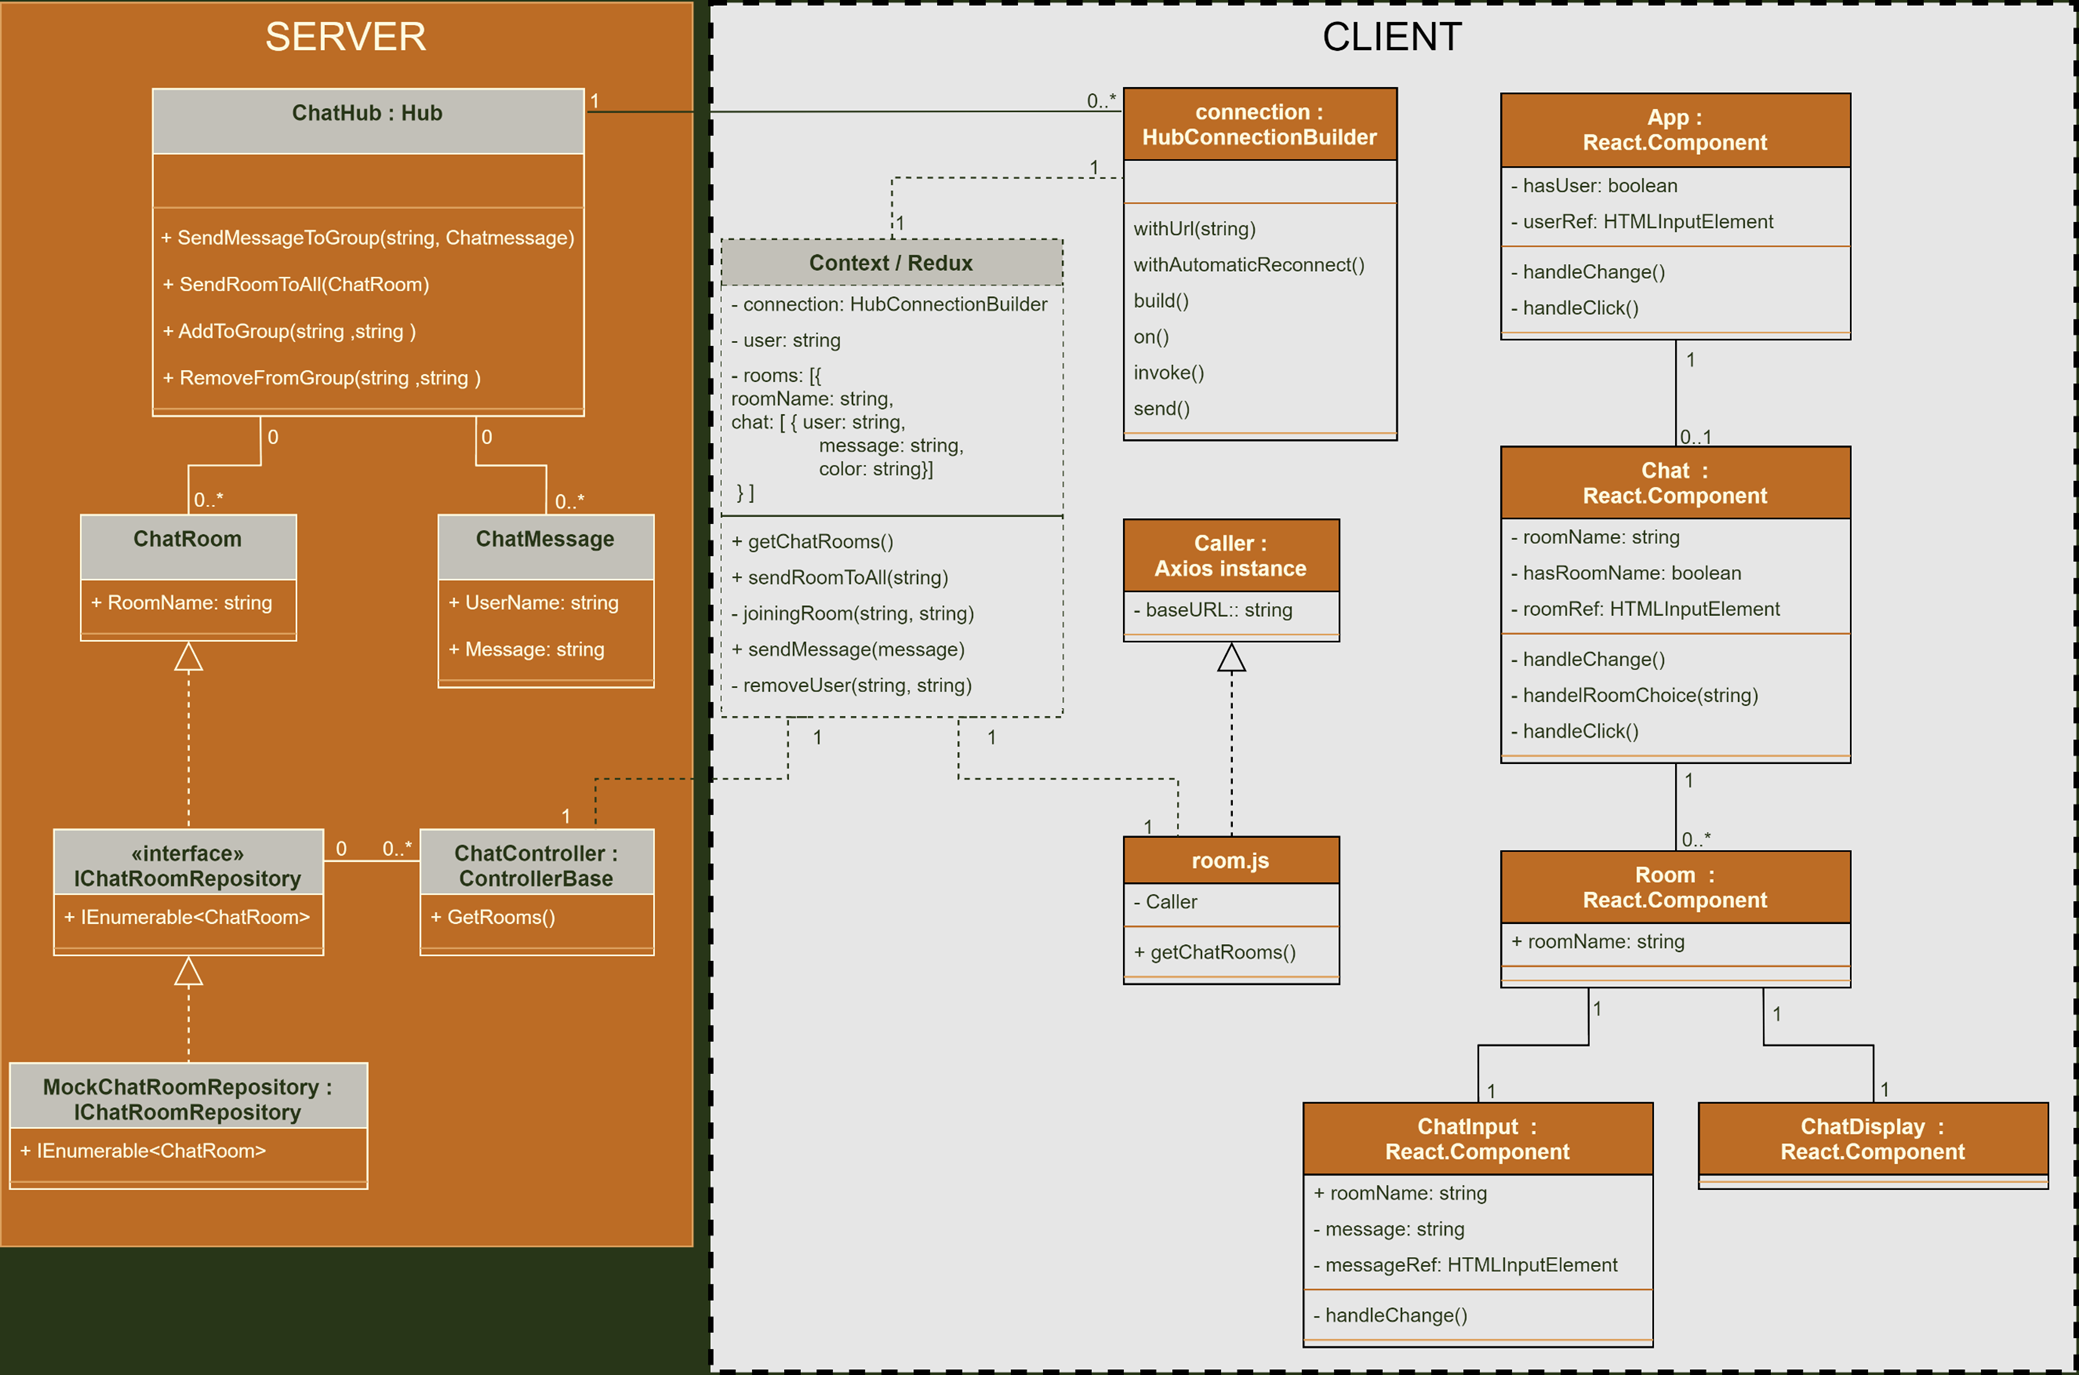 SERVER
ChatHub : Hub
+ SendMessageToGroup(string, Chatmessage)
+ SendRoomToAll(ChatRoom)
+ AddToGroup(string ,string )
+ RemoveFromGroup(string ,string )
1
0..*
0
0
0..*
0..*
ChatRoom
+ RoomName: string
ChatMessage
+ UserName: string
+ Message: string
«interface»
IChatRoomRepository
+ IEnumerable<ChatRoom>
0
0..*
1
ChatController :
ControllerBase
+ GetRooms()
MockChatRoomRepository :
IChatRoomRepository
+ IEnumerable<ChatRoom>
CLIENT
connection :
HubConnectionBuilder
withUrl(string)
withAutomaticReconnect()
build()
on()
invoke()
send()
1
1
Context / Redux
- connection: HubConnectionBuilder
- user: string
- rooms: [{
roomName: string,
chat: [ { user: string,
message: string,
color: string}]
} ]
+ getChatRooms()
+ sendRoomToAll(string)
- joiningRoom(string, string)
+ sendMessage(message)
- removeUser(string, string)
1
1
Caller :
Axios instance
- baseURL:: string
1
room.js
- Caller
+ getChatRooms()
App :
React.Component
- hasUser: boolean
- userRef: HTMLInputElement
- handleChange()
- handleClick()
1
0..1
Chat :
React.Component
- roomName: string
- hasRoomName: boolean
- roomRef: HTMLInputElement
- handleChange()
- handelRoomChoice(string)
- handleClick()
1
0..*
Room :
React.Component
+ roomName: string
1
1
1
1
ChatInput :
React.Component
+ roomName: string
- message: string
- messageRef: HTMLInputElement
- handleChange()
ChatDisplay :
React.Component